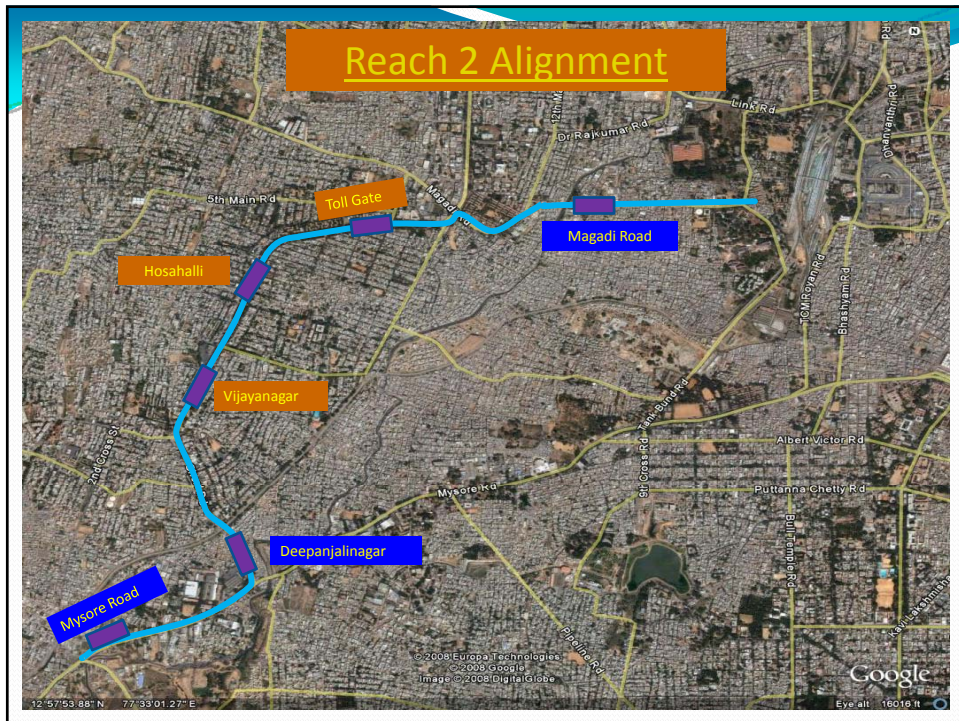 Reach 2 Alignment
Link Rd
Dr Rajkumar Rd
Dhanvanthri Rd
5th Main Rd
Toll Gate
Magadi Road
Hosahalli
TCM Royan Rd
Bhashyam Rd
Vijayanagar
2nd Cross St
9th Cross Rd
Tank Bund Rd
Albert Victor Rd
Mysore Rd
Puttanna Chetty Rd
Bull Temple Rd
Deepanjalinagar
Mysore Road
Pipeline Rd
© 2008 Europa Technologies
© 2008 Google
Image © 2008 DigitalGlobe
Google
12°57'53.88" N 77°33'01.27" E
Eye alt 16016 ft